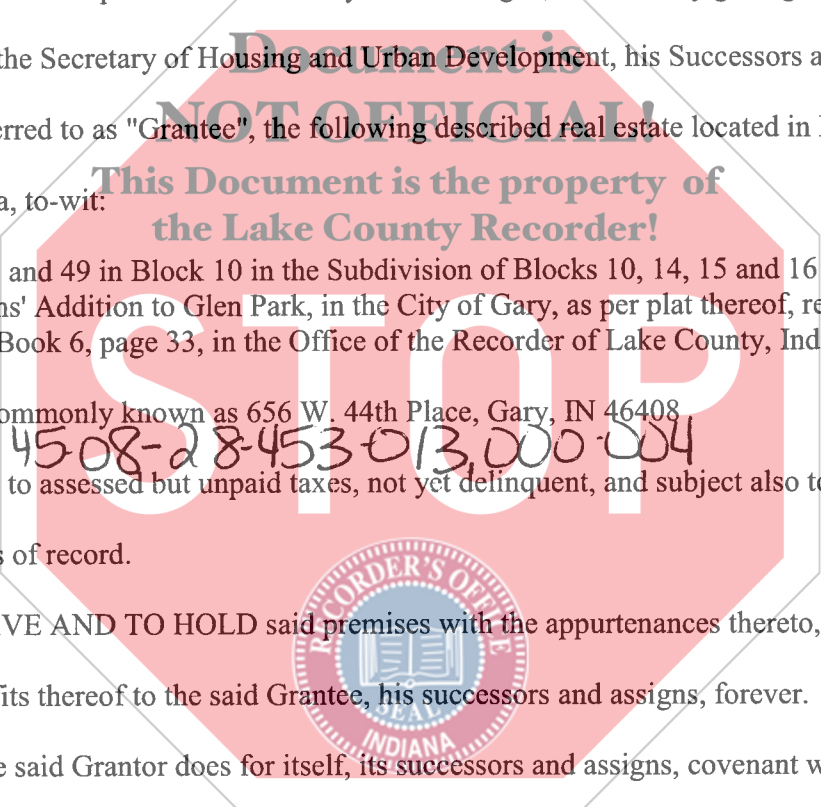 the Secretary of Housing and Urban Development, his Successors a
Document is
erred to as "Grantee", the following described real estate located in
NOT OFFICIAL!
This Document is the property of
a, to-wit:
the Lake County Recorder!
and 49 in Block 10 in the Subdivision of Blocks 10, 14, 15 and 16
ns' Addition to Glen Park, in the City of Gary, as per plat thereof, re
Book 6, page 33, in the Office of the Recorder of Lake County, Ind
STOP
ommonly known as 656 W. 44th Place, Gary, IN 46408
45-08-28-453-013.000-004
to assessed but unpaid taxes, not yet delinquent, and subject also to
s of record.
RECORDER'S OFFICE
VE AND TO HOLD said premises with the appurtenances thereto,
its thereof to the said Grantee, his successors and assigns, forever.
SEAL
INDIANA
e said Grantor does for itself, its successors and assigns, covenant w